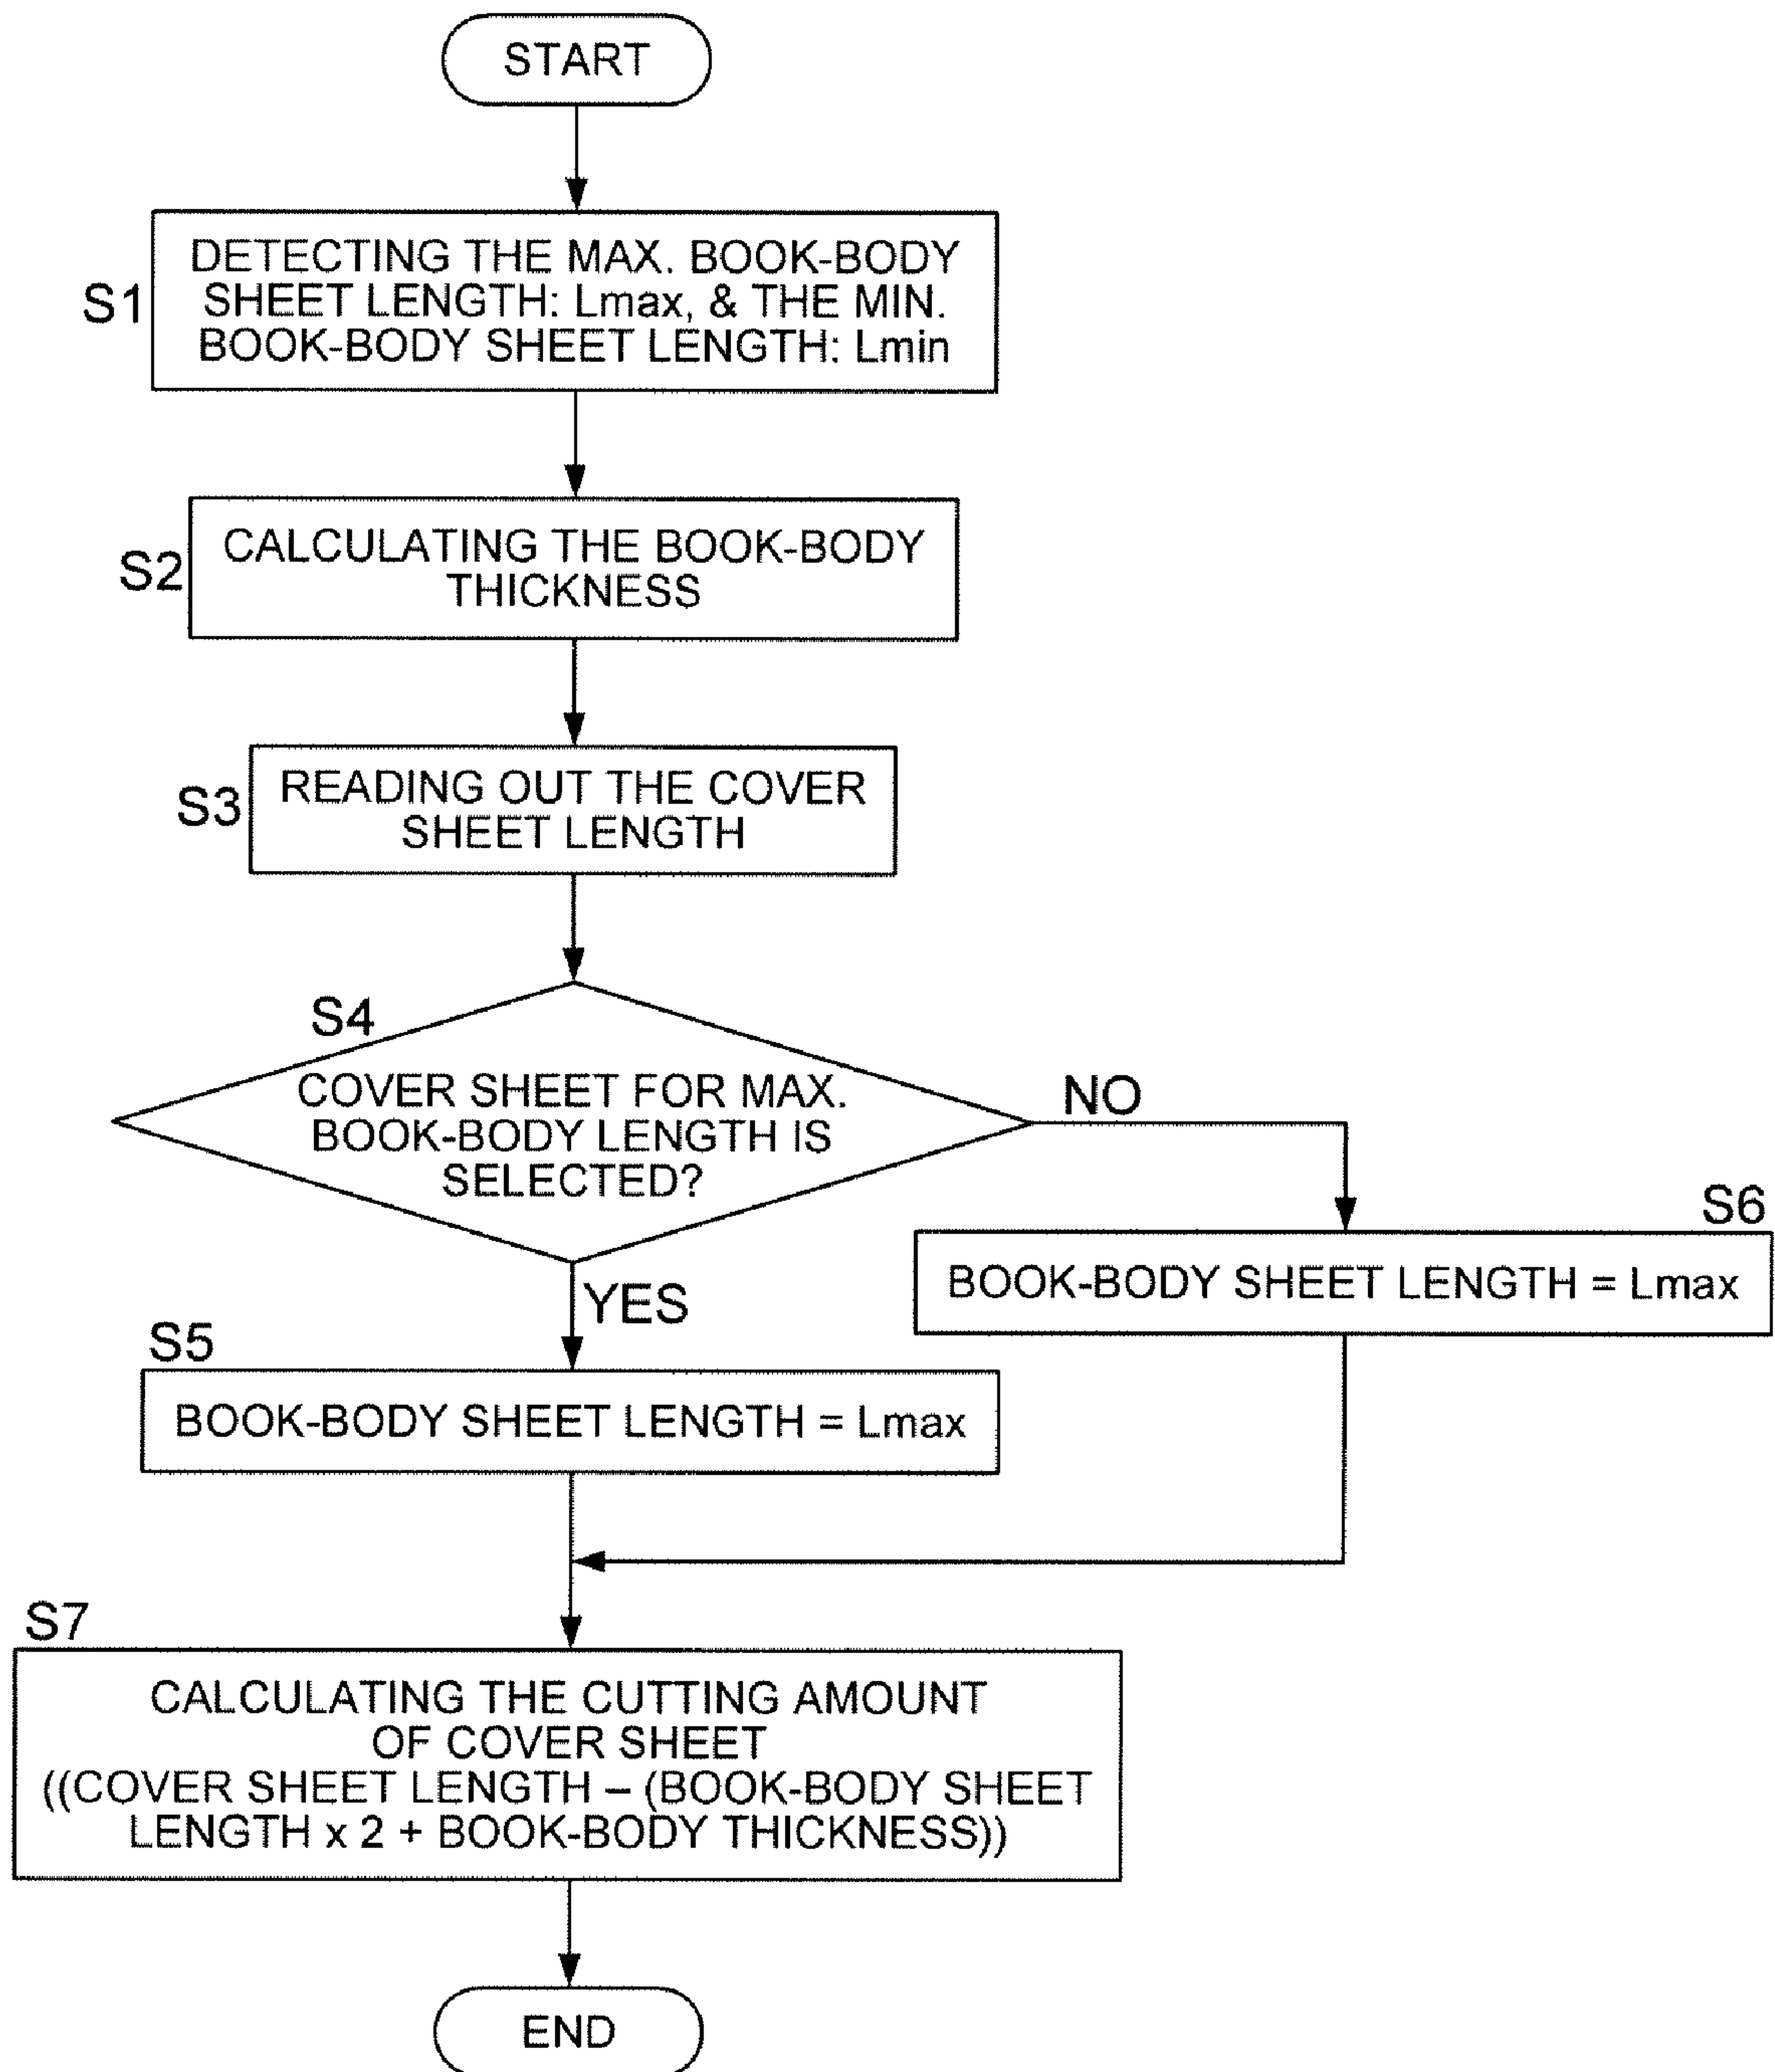 START
S1
DETECTING THE MAX. BOOK-BODY
SHEET LENGTH: Lmax, & THE MIN.
BOOK-BODY SHEET LENGTH: Lmin
S2
CALCULATING THE BOOK-BODY
THICKNESS
S3
READING OUT THE COVER
SHEET LENGTH
S4
COVER SHEET FOR MAX.
BOOK-BODY LENGTH IS
SELECTED?
NO
YES
S6
BOOK-BODY SHEET LENGTH = Lmax
S5
BOOK-BODY SHEET LENGTH = Lmax
S7
CALCULATING THE CUTTING AMOUNT
OF COVER SHEET
((COVER SHEET LENGTH – (BOOK-BODY SHEET
LENGTH x 2 + BOOK-BODY THICKNESS))
END